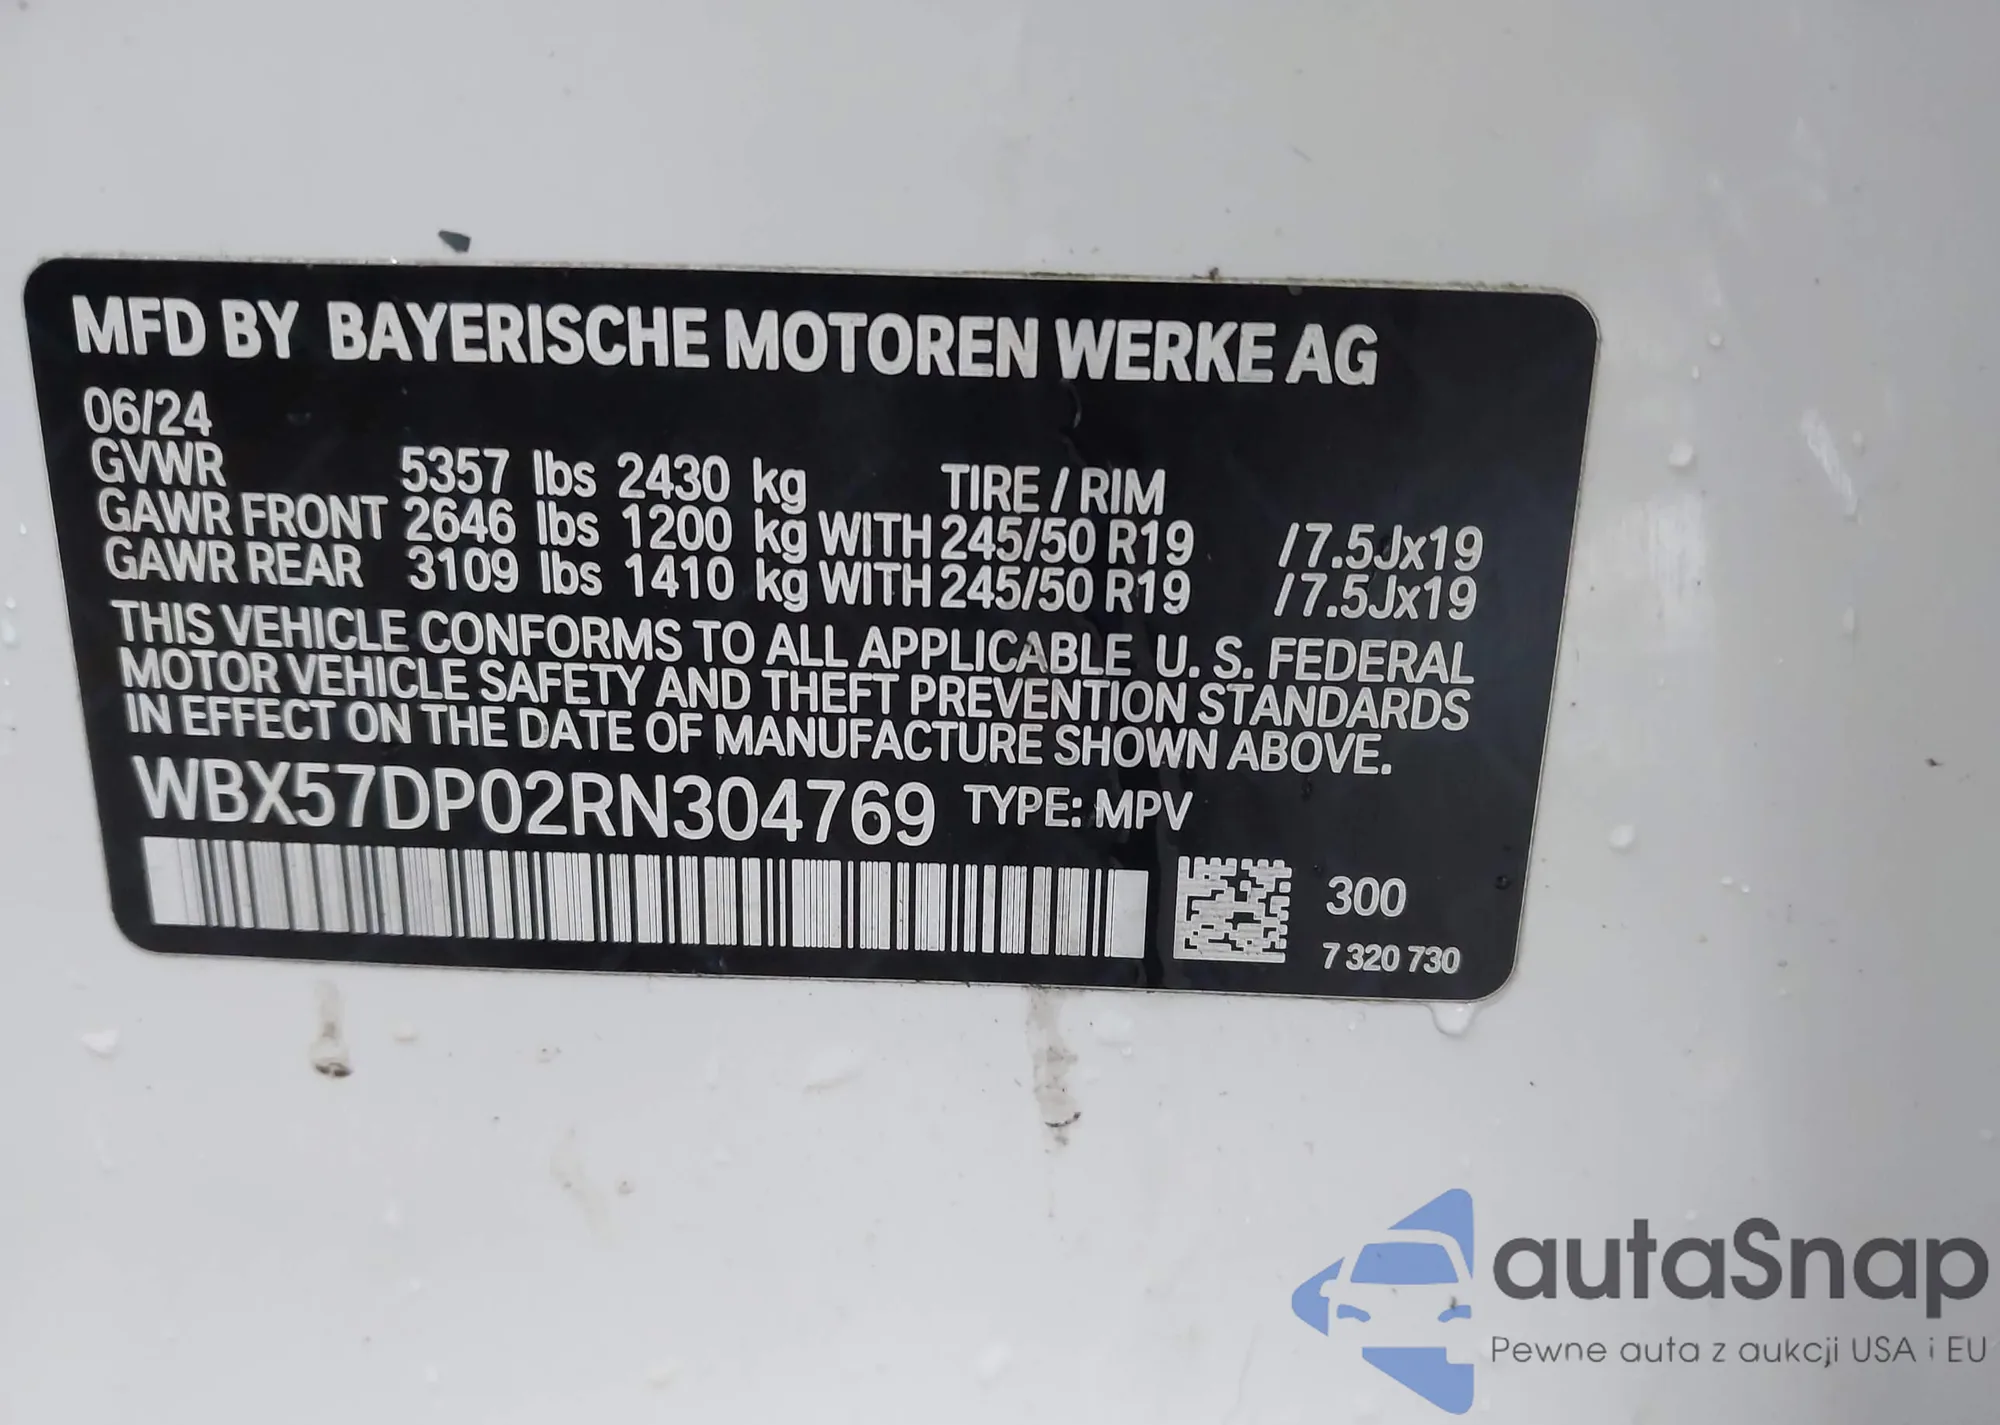 MFD BY BAYERISCHE MOTOREN WERKE AG
06/24
GVWR 5357 lbs 2430 kg TIRE / RIM
GAWR FRONT 2646 lbs 1200 kg WITH 245/50 R19 /7.5Jx19
GAWR REAR 3109 lbs 1410 kg WITH 245/50 R19 /7.5Jx19
THIS VEHICLE CONFORMS TO ALL APPLICABLE U. S. FEDERAL
MOTOR VEHICLE SAFETY AND THEFT PREVENTION STANDARDS
IN EFFECT ON THE DATE OF MANUFACTURE SHOWN ABOVE.
WBX57DP02RN304769 TYPE: MPV
300
7 320 730
autaSnap
Pewne auta z aukcji USA i EU